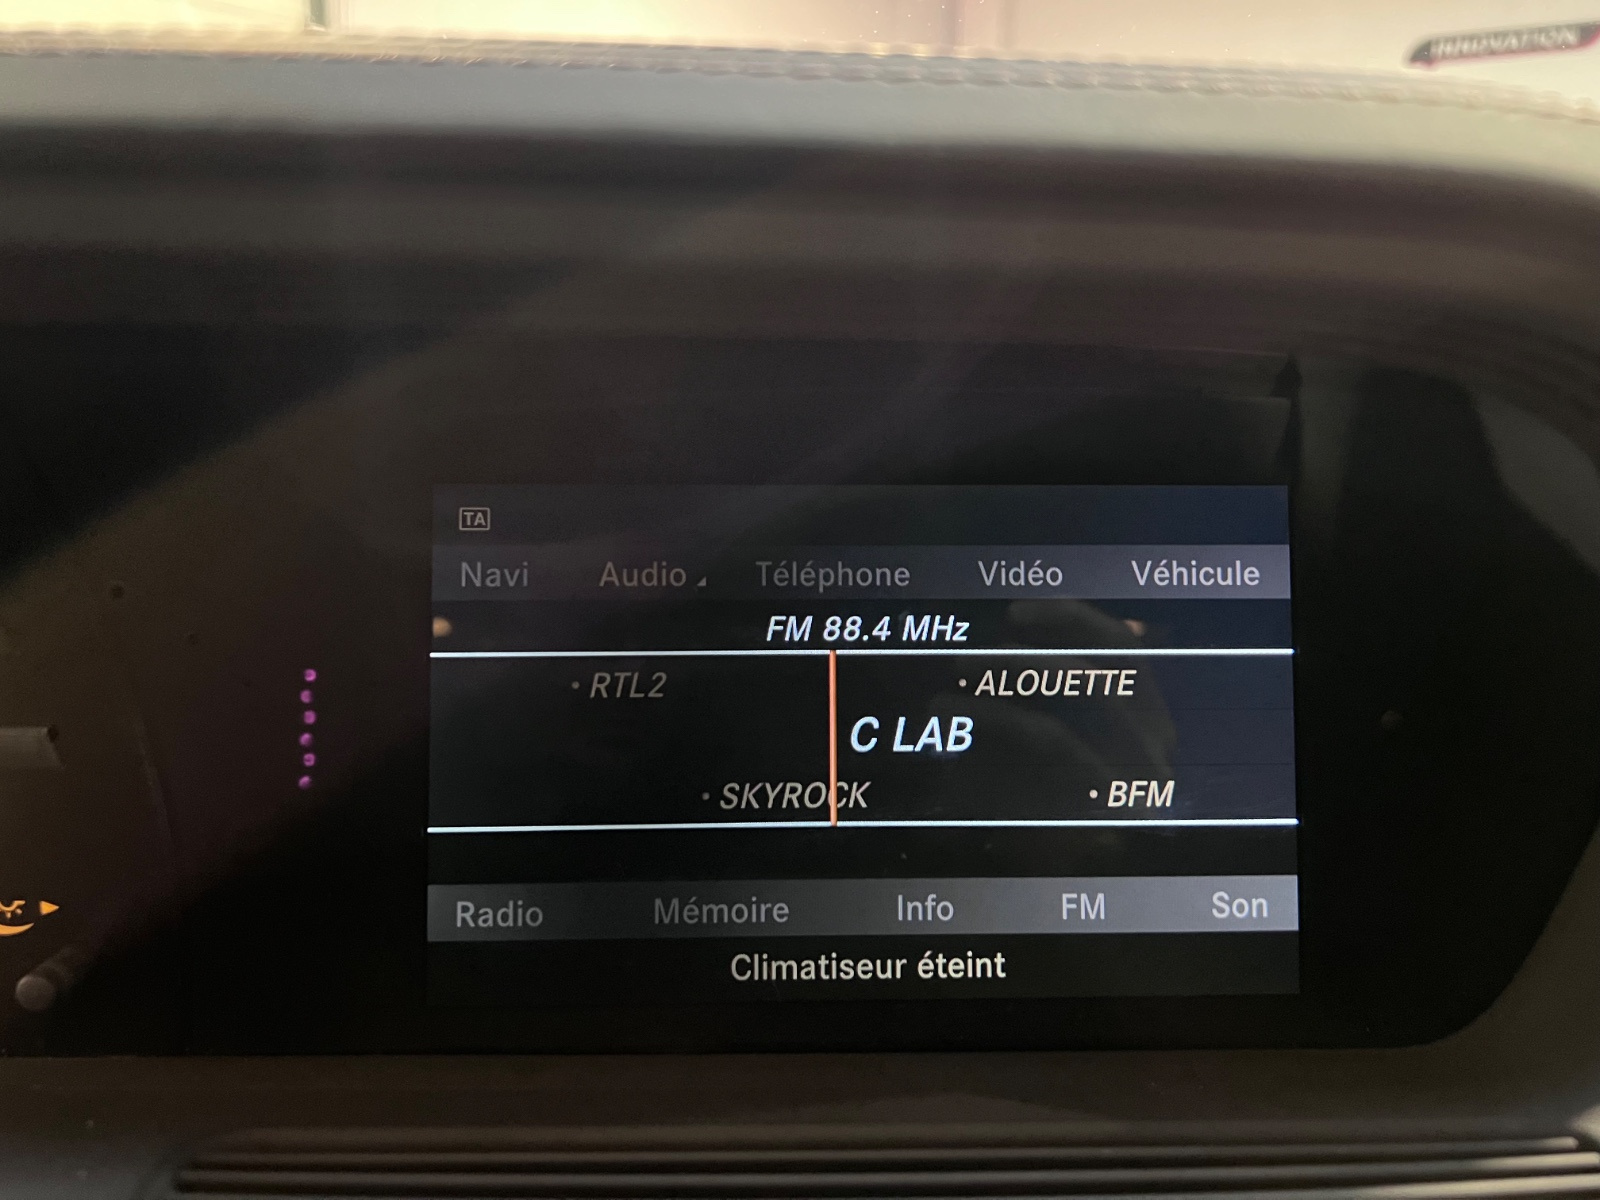 INNOVATION
TA
Navi Audio Téléphone Vidéo Véhicule
FM 88.4 MHz
• RTL2 • ALOUETTE
C LAB
• SKYROCK • BFM
Radio Mémoire Info FM Son
Climatiseur éteint